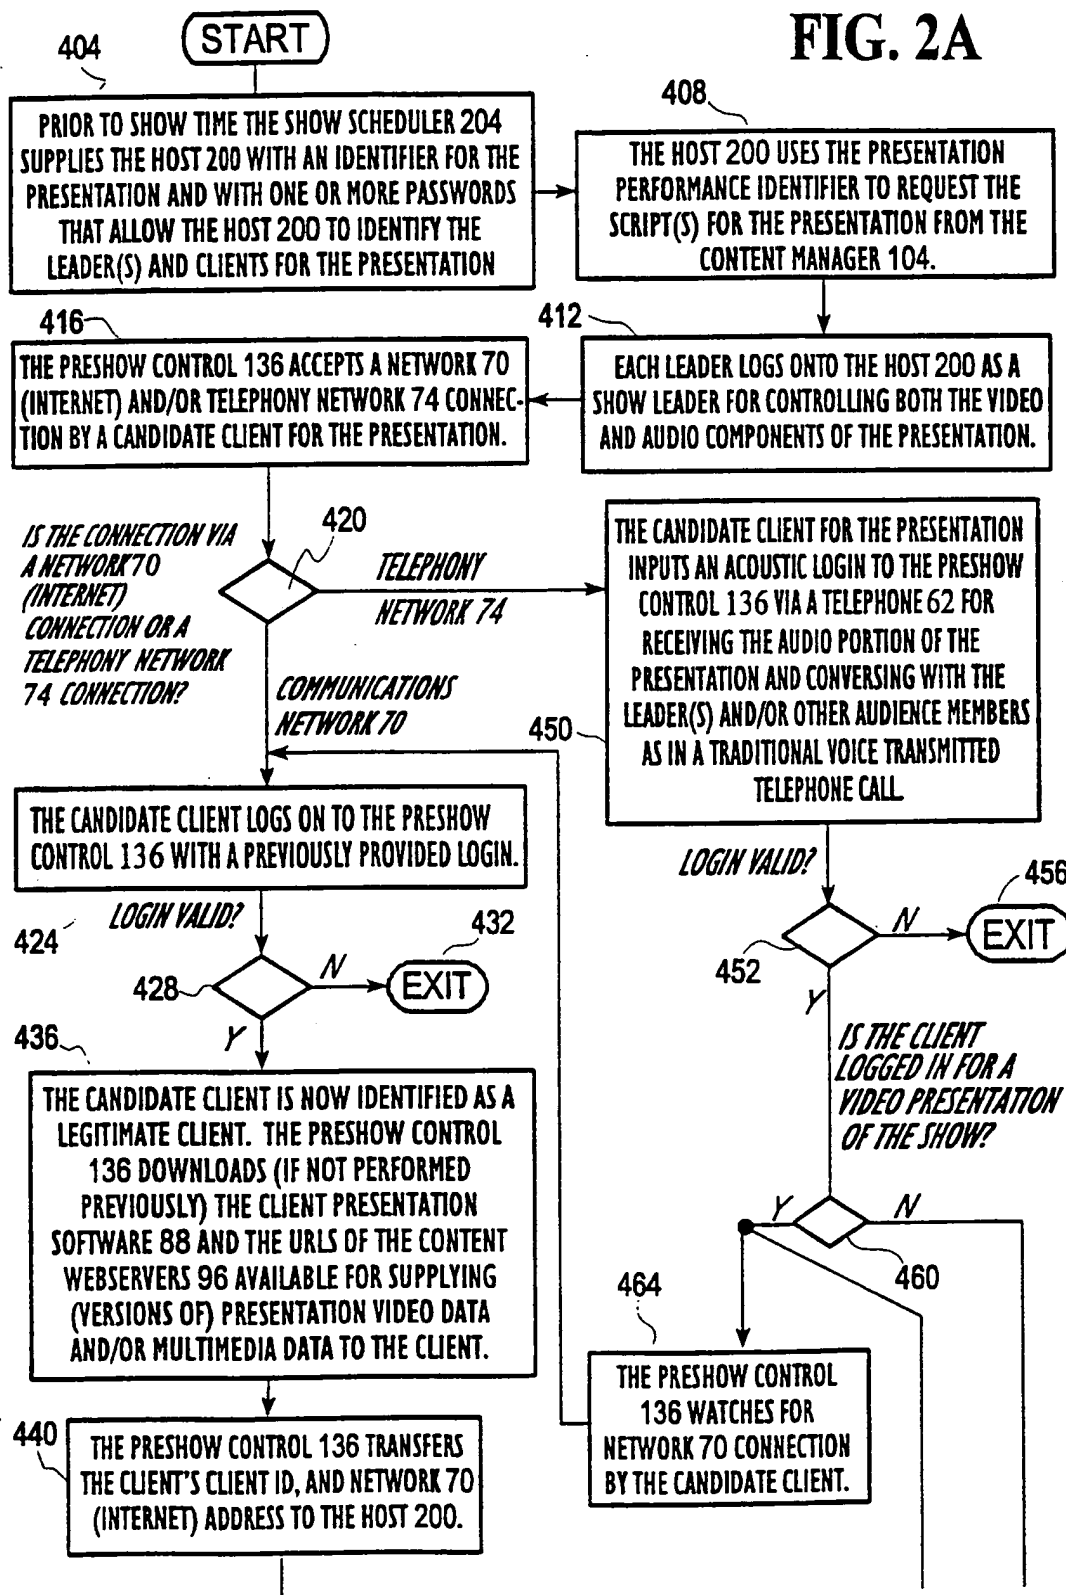 FIG. 2A
START
404
PRIOR TO SHOW TIME THE SHOW SCHEDULER 204
SUPPLIES THE HOST 200 WITH AN IDENTIFIER FOR THE
PRESENTATION AND WITH ONE OR MORE PASSWORDS
THAT ALLOW THE HOST 200 TO IDENTIFY THE
LEADER(S) AND CLIENTS FOR THE PRESENTATION
408
THE HOST 200 USES THE PRESENTATION
PERFORMANCE IDENTIFIER TO REQUEST THE
SCRIPT(S) FOR THE PRESENTATION FROM THE
CONTENT MANAGER 104.
412
EACH LEADER LOGS ONTO THE HOST 200 AS A
SHOW LEADER FOR CONTROLLING BOTH THE VIDEO
AND AUDIO COMPONENTS OF THE PRESENTATION.
416
THE PRESHOW CONTROL 136 ACCEPTS A NETWORK 70
(INTERNET) AND/OR TELEPHONY NETWORK 74 CONNEC-
TION BY A CANDIDATE CLIENT FOR THE PRESENTATION.
IS THE CONNECTION VIA
A NETWORK 70
(INTERNET)
CONNECTION OR A
TELEPHONY NETWORK
74 CONNECTION?
420
TELEPHONY
NETWORK 74
COMMUNICATIONS
NETWORK 70
THE CANDIDATE CLIENT FOR THE PRESENTATION
INPUTS AN ACOUSTIC LOGIN TO THE PRESHOW
CONTROL 136 VIA A TELEPHONE 62 FOR
RECEIVING THE AUDIO PORTION OF THE
PRESENTATION AND CONVERSING WITH THE
LEADER(S) AND/OR OTHER AUDIENCE MEMBERS
AS IN A TRADITIONAL VOICE TRANSMITTED
TELEPHONE CALL.
450
THE CANDIDATE CLIENT LOGS ON TO THE PRESHOW
CONTROL 136 WITH A PREVIOUSLY PROVIDED LOGIN.
424
LOGIN VALID?
428
N
432
EXIT
Y
LOGIN VALID?
452
N
456
EXIT
Y
436
THE CANDIDATE CLIENT IS NOW IDENTIFIED AS A
LEGITIMATE CLIENT. THE PRESHOW CONTROL
136 DOWNLOADS (IF NOT PERFORMED
PREVIOUSLY) THE CLIENT PRESENTATION
SOFTWARE 88 AND THE URLS OF THE CONTENT
WEBSERVERS 96 AVAILABLE FOR SUPPLYING
(VERSIONS OF) PRESENTATION VIDEO DATA
AND/OR MULTIMEDIA DATA TO THE CLIENT.
IS THE CLIENT
LOGGED IN FOR A
VIDEO PRESENTATION
OF THE SHOW?
Y
N
460
464
THE PRESHOW CONTROL
136 WATCHES FOR
NETWORK 70 CONNECTION
BY THE CANDIDATE CLIENT.
440
THE PRESHOW CONTROL 136 TRANSFERS
THE CLIENT'S CLIENT ID, AND NETWORK 70
(INTERNET) ADDRESS TO THE HOST 200.